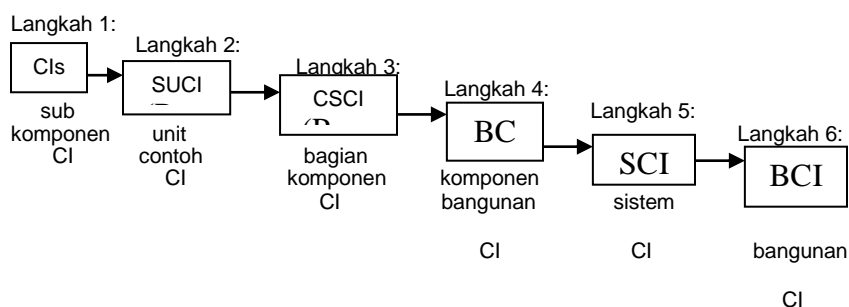 Langkah 1:
CIs
sub
komponen
CI
Langkah 2:
SUCI
unit
contoh
CI
Langkah 3:
CSCI
bagian
komponen
CI
Langkah 4:
BC
komponen
bangunan
CI
Langkah 5:
SCI
sistem
CI
Langkah 6:
BCI
bangunan
CI